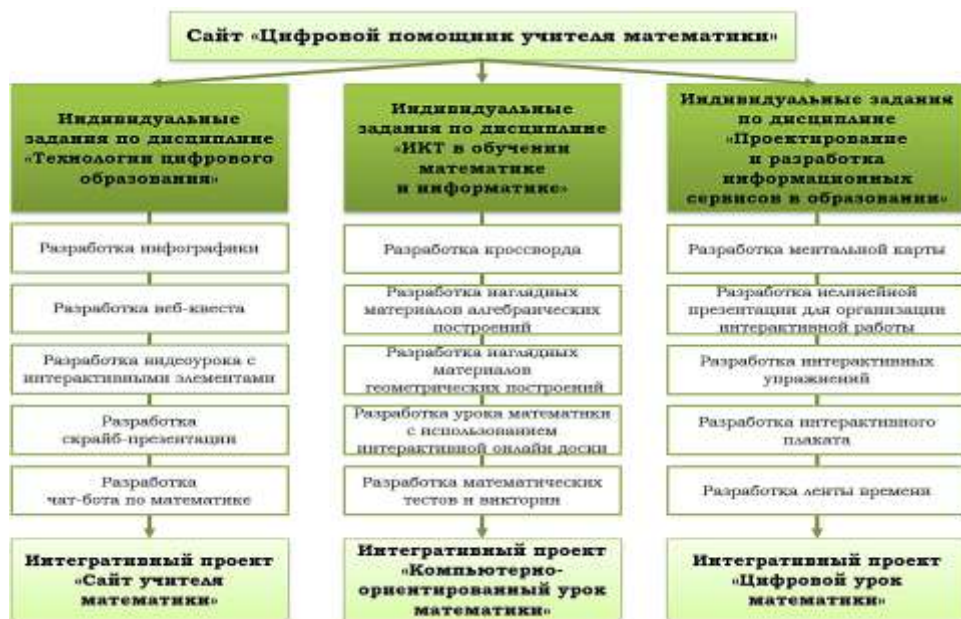 Сайт «Цифровой помощник учителя математики»
Индивидуальные
задания по дисциплине
«Технологии цифрового
образования»
Разработка инфографики
Разработка веб-квеста
Разработка видеоурока с
интерактивными элементами
Разработка
скрайб-презентации
Разработка
чат-бота по математике
Интегративный проект
«Сайт учителя
математики»
Индивидуальные
задания по дисциплине
«ИКТ в обучении
математике
и информатике»
Разработка кроссворда
Разработка наглядных
материалов алгебраических
построений
Разработка наглядных
материалов
геометрических построений
Разработка урока математики
с использованием
интерактивной онлайн доски
Разработка математических
тестов и викторин
Интегративный проект
«Компьютерно-
ориентированный урок
математики»
Индивидуальные задания
по дисциплине
«Проектирование
и разработка
информационных
сервисов в образовании»
Разработка ментальной карты
Разработка нелинейной
презентации для организации
интерактивной работы
Разработка интерактивных
упражнений
Разработка интерактивного
плаката
Разработка ленты времени
Интегративный проект
«Цифровой урок
математики»